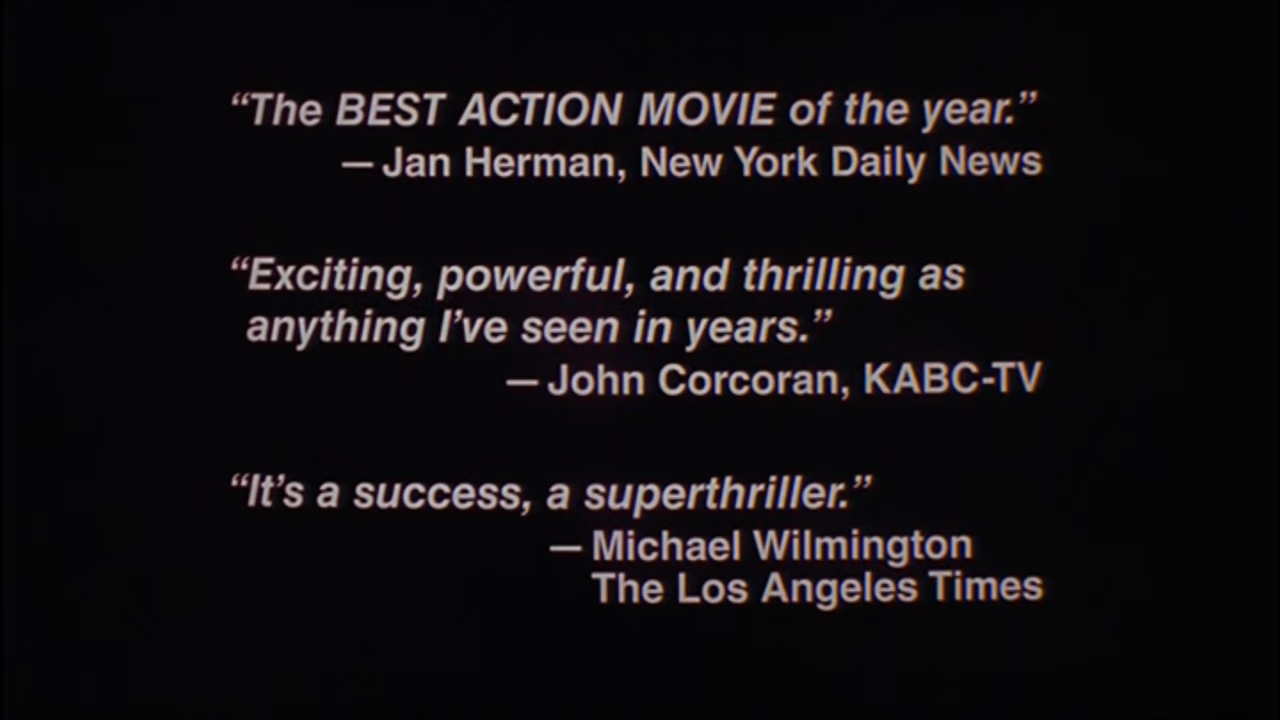 “The BEST ACTION MOVIE of the year.”
— Jan Herman, New York Daily News
“Exciting, powerful, and thrilling as
anything I’ve seen in years.”
— John Corcoran, KABC-TV
“It’s a success, a superthriller.”
— Michael Wilmington
The Los Angeles Times